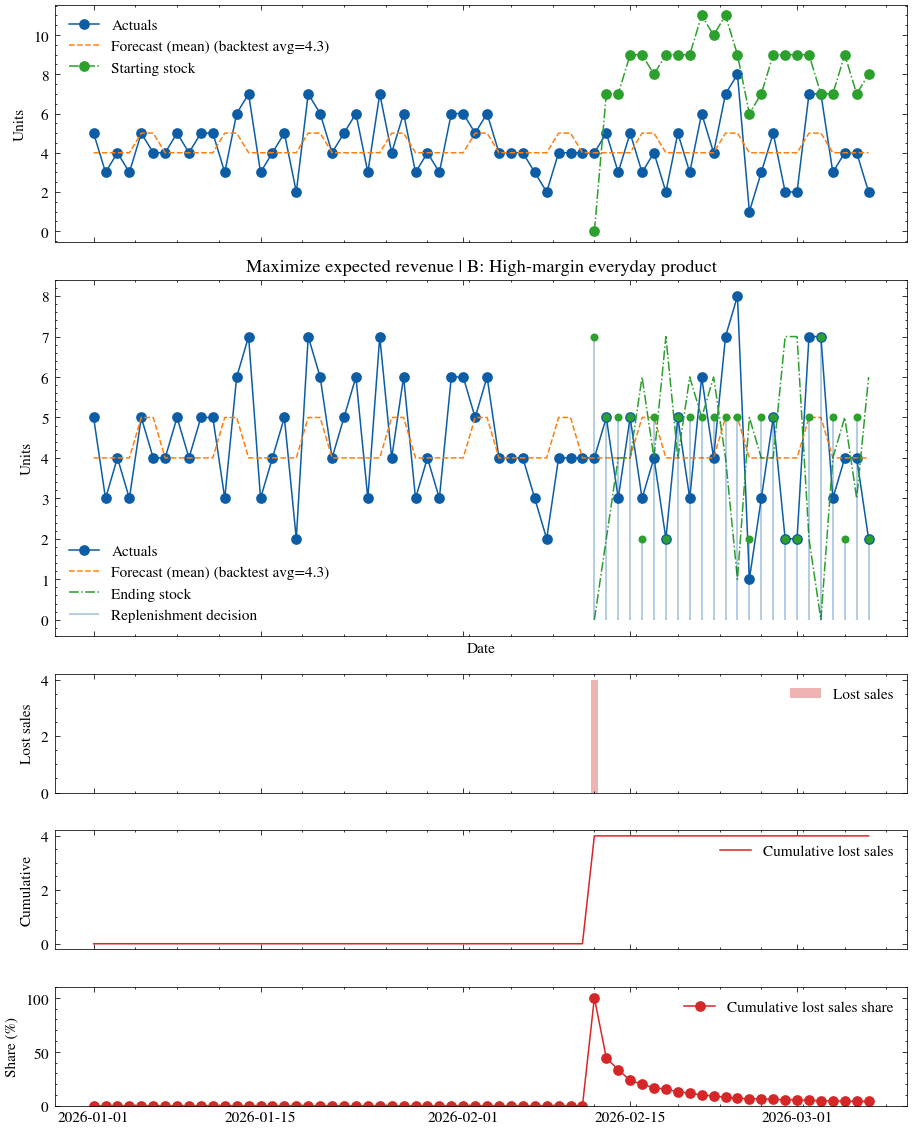 Actuals
Forecast (mean) (backtest avg=4.3)
Starting stock
Units
10
8
6
4
2
0
Maximize expected revenue | B: High-margin everyday product
Units
8
7
6
5
4
3
2
1
0
Actuals
Forecast (mean) (backtest avg=4.3)
Ending stock
Replenishment decision
Date
Lost sales
4
2
0
Lost sales
Cumulative
4
2
0
Cumulative lost sales
Share (%)
100
50
0
Cumulative lost sales share
2026-01-01
2026-01-15
2026-02-01
2026-02-15
2026-03-01